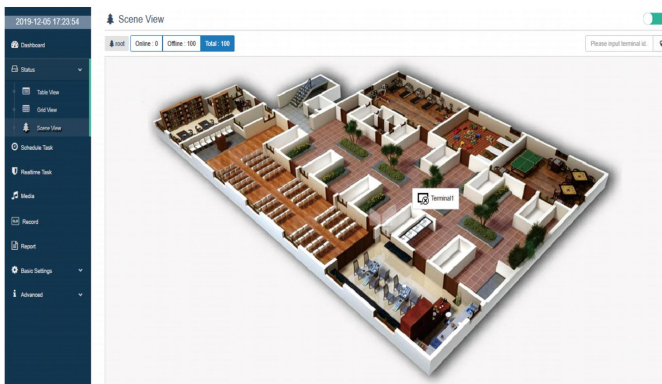 2019-12-05 17:23:54
Scene View
Dashboard
root
Online : 0
Offline : 100
Total : 100
Please input terminal id.
Status
Table View
Grid View
Scene View
Schedule Task
Realtime Task
Media
Terminal1
Record
Report
Basic Settings
Advanced